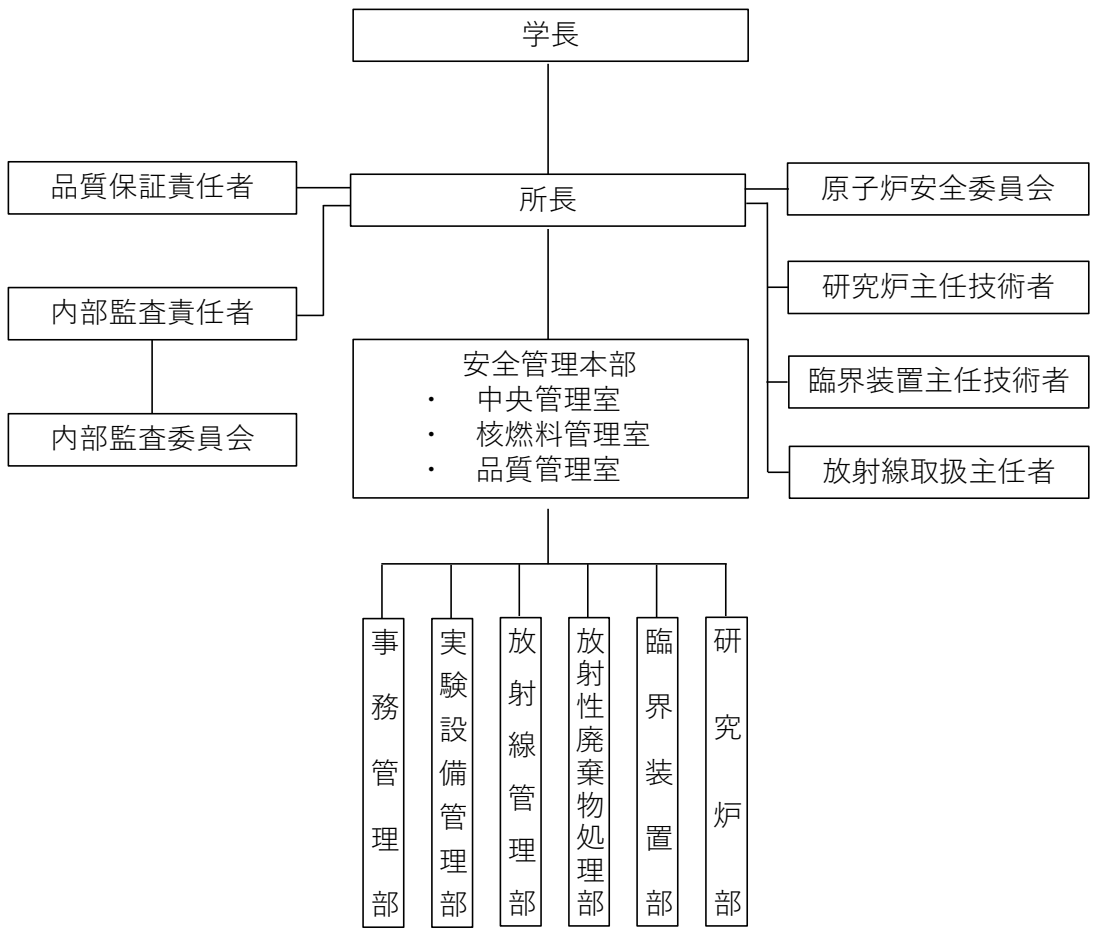 学長
品質保証責任者
所長
原子炉安全委員会
内部監査責任者
研究炉主任技術者
安全管理本部
・ 中央管理室
・ 核燃料管理室
・ 品質管理室
臨界装置主任技術者
内部監査委員会
放射線取扱主任者
事務管理部
実験設備管理部
放射線管理部
放射性廃棄物処理部
臨界装置部
研究炉部